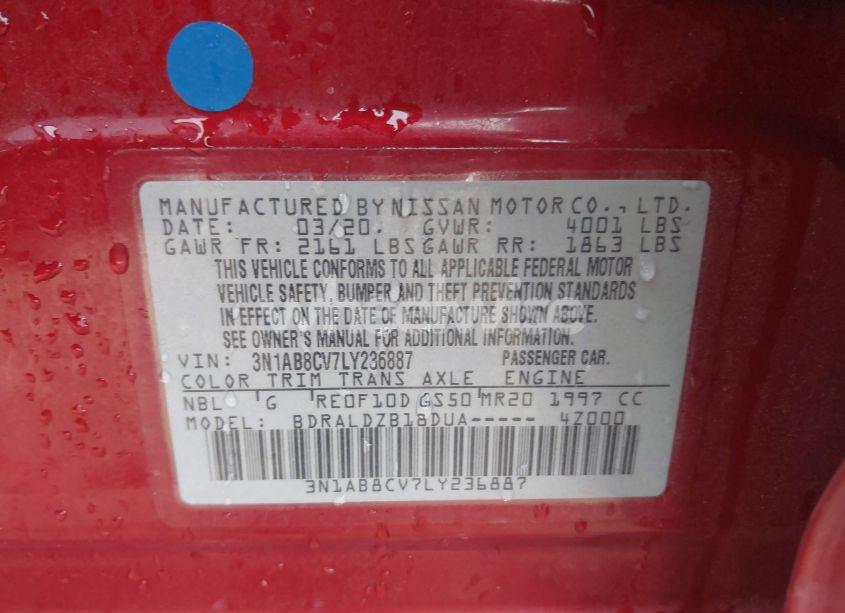 MANUFACTURED BY NISSAN MOTOR CO., LTD.
DATE: 03/20. GVWR: 4001 LBS
GAWR FR: 2161 LBS GAWR RR: 1863 LBS
THIS VEHICLE CONFORMS TO ALL APPLICABLE FEDERAL MOTOR
VEHICLE SAFETY, BUMPER AND THEFT PREVENTION STANDARDS
IN EFFECT ON THE DATE OF MANUFACTURE SHOWN ABOVE.
SEE OWNER'S MANUAL FOR ADDITIONAL INFORMATION.
VIN: 3N1AB8CV7LY236887 PASSENGER CAR.
COLOR TRIM TRANS AXLE ENGINE
NBL G RE0F10D GS50 MR20 1997 CC
MODEL: BDRALDZB18DUA----- 4Z000
3N1AB8CV7LY236887